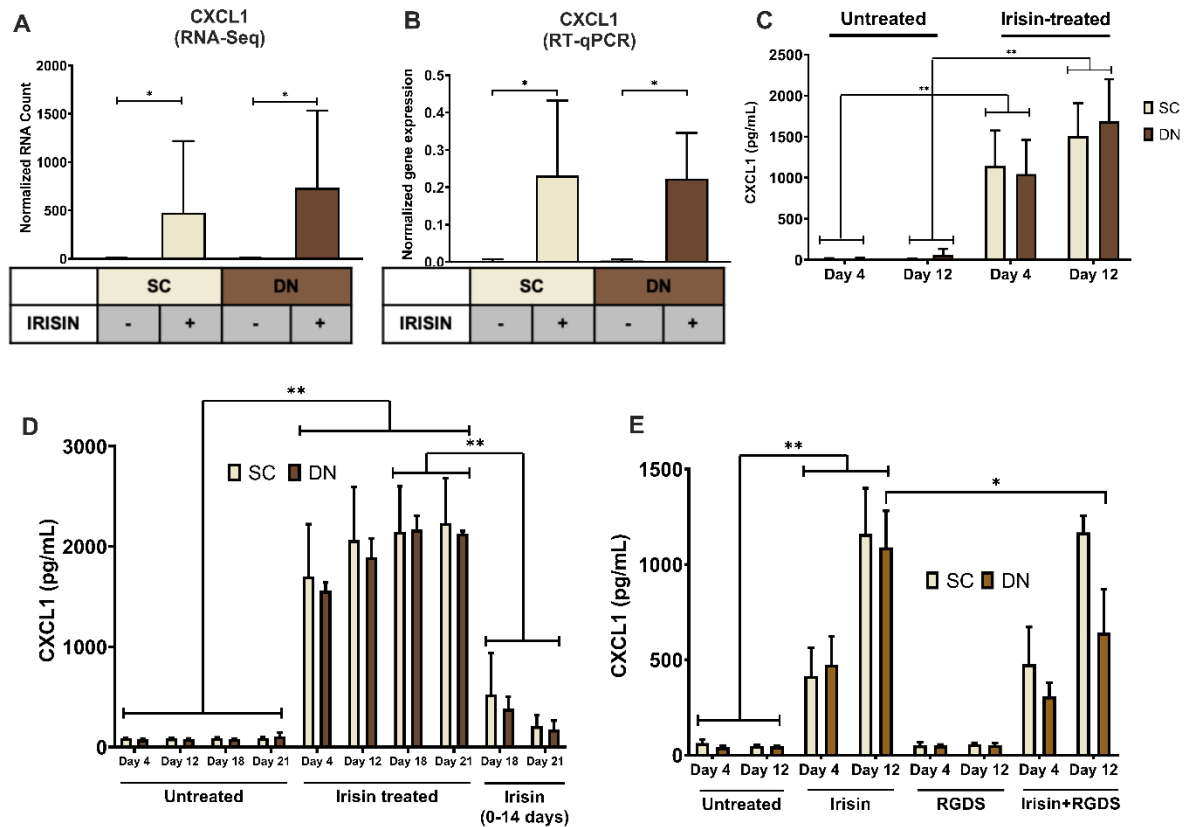 A
CXCL1
(RNA-Seq)
Normalized RNA Count
2000
1500
1000
500
0
*
*
SC
DN
IRISIN
-
+
-
+
B
CXCL1
(RT-qPCR)
Normalized gene expression
0.5
0.4
0.3
0.2
0.1
0.0
*
*
SC
DN
IRISIN
-
+
-
+
C
Untreated
Irisin-treated
CXCL1 (pg/mL)
2500
2000
1500
1000
500
0
**
**
SC
DN
Day 4
Day 12
Day 4
Day 12
D
CXCL1 (pg/mL)
3000
2000
1000
0
**
**
SC
DN
Day 4
Day 12
Day 18
Day 21
Day 4
Day 12
Day 18
Day 21
Day 18
Day 21
Untreated
Irisin treated
Irisin
(0-14 days)
E
CXCL1 (pg/mL)
1500
1000
500
0
**
*
SC
DN
Day 4
Day 12
Day 4
Day 12
Day 4
Day 12
Day 4
Day 12
Untreated
Irisin
RGDS
Irisin+RGDS